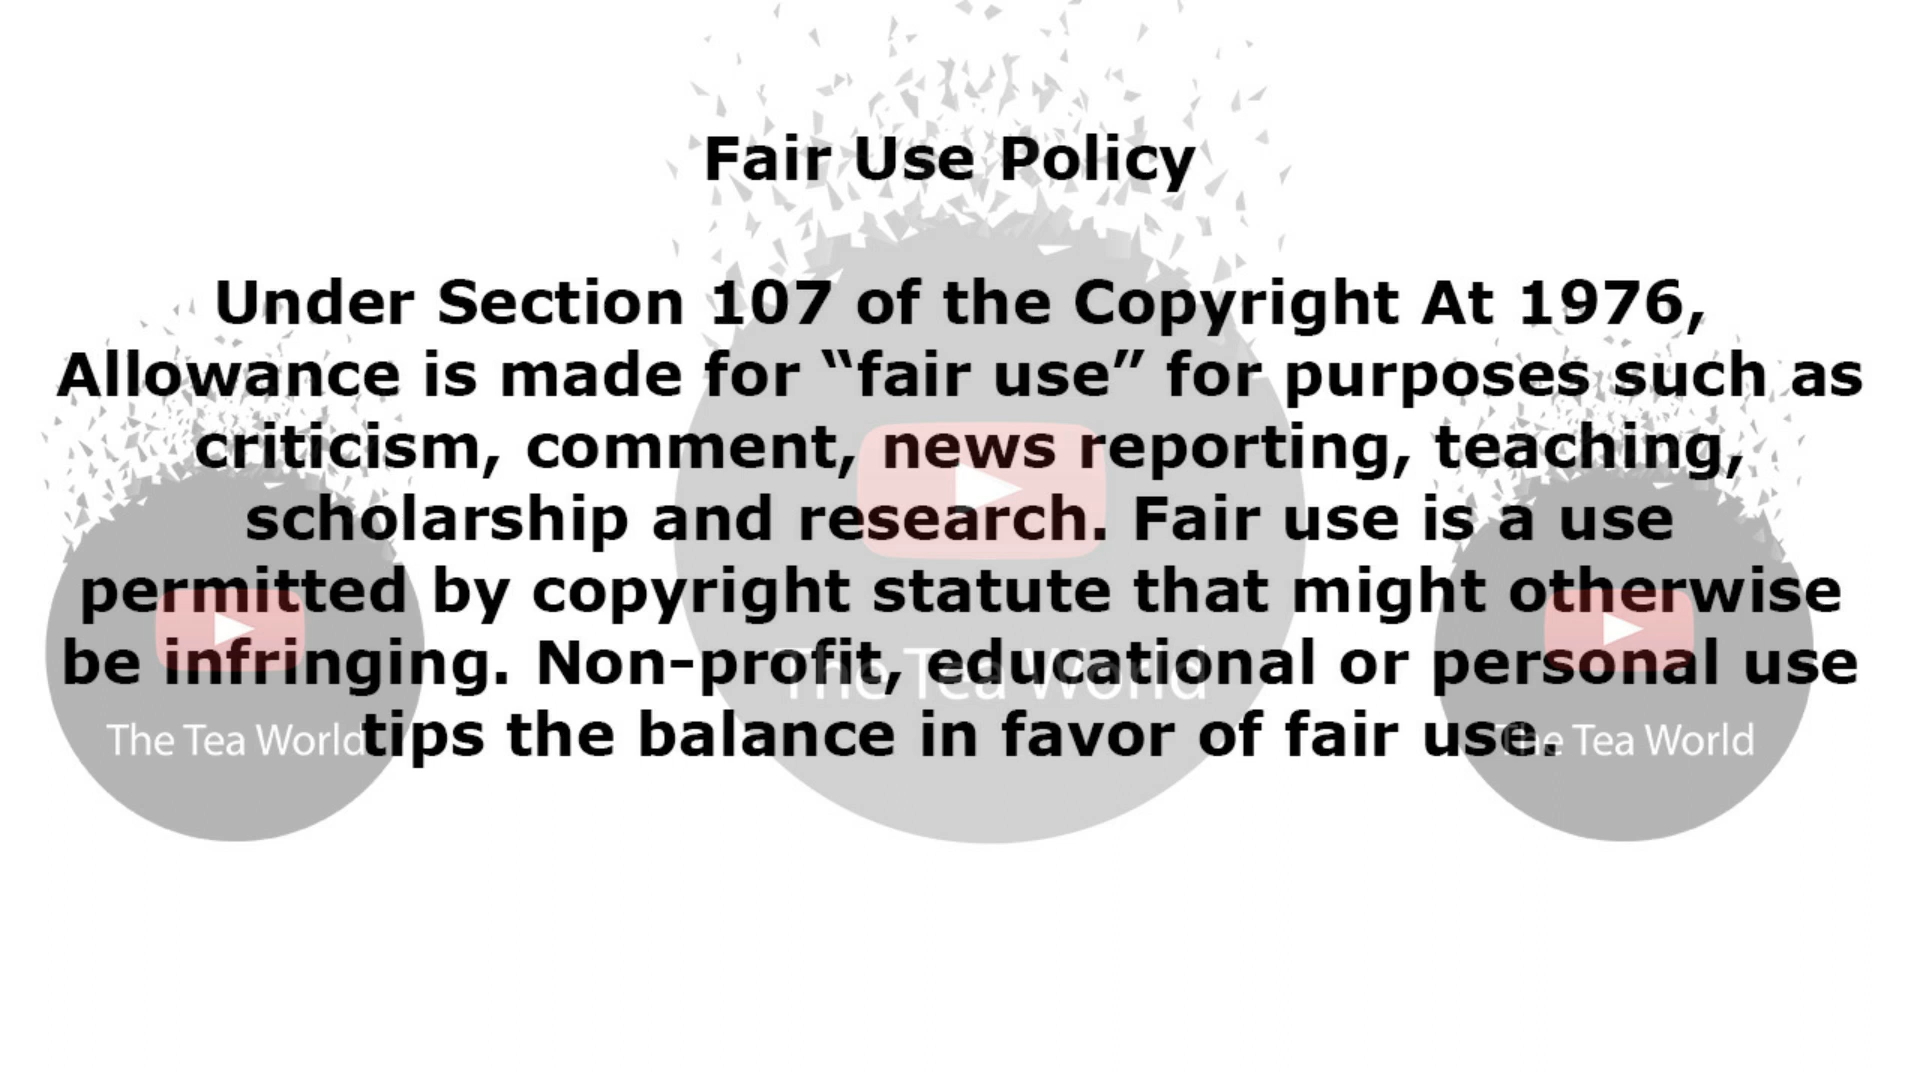 Fair Use Policy
Under Section 107 of the Copyright At 1976,
Allowance is made for “fair use” for purposes such as
criticism, comment, news reporting, teaching,
scholarship and research. Fair use is a use
permitted by copyright statute that might otherwise
be infringing. Non-profit, educational or personal use
tips the balance in favor of fair use.
The Tea World
The Tea World
The Tea World